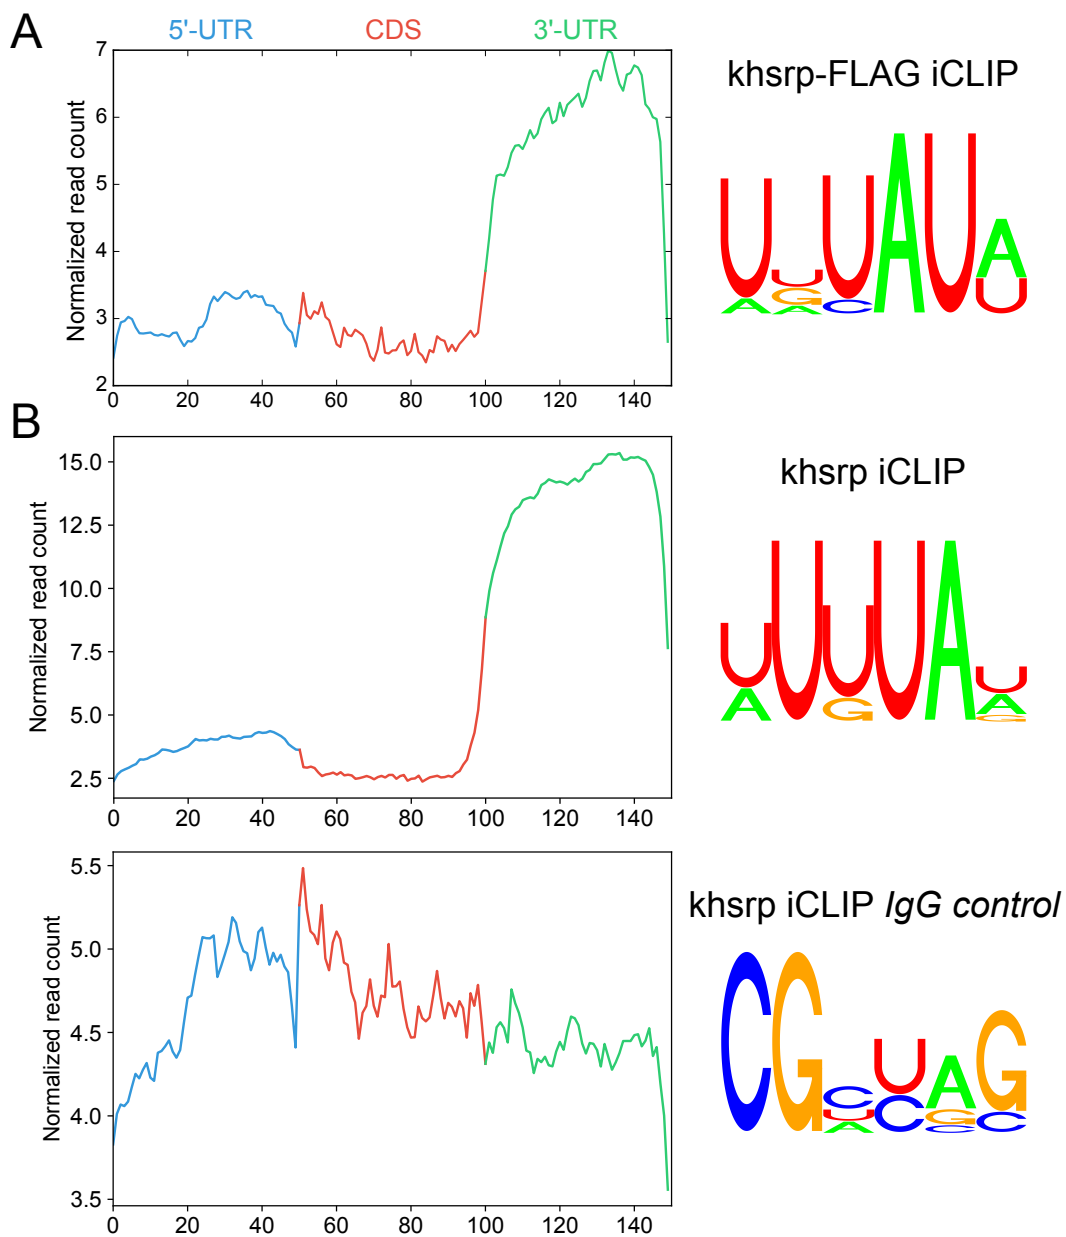 A
5'-UTR CDS 3'-UTR
7
6
5
4
3
2
Normalized read count
0 20 40 60 80 100 120 140
khsrp-FLAG iCLIP
U U U A U A
A G C U
A
B
15.0
12.5
10.0
7.5
5.0
2.5
Normalized read count
0 20 40 60 80 100 120 140
khsrp iCLIP
U U U U A U
A G A
G
5.5
5.0
4.5
4.0
3.5
Normalized read count
0 20 40 60 80 100 120 140
khsrp iCLIP IgG control
C G C U A G
U C G C
A C